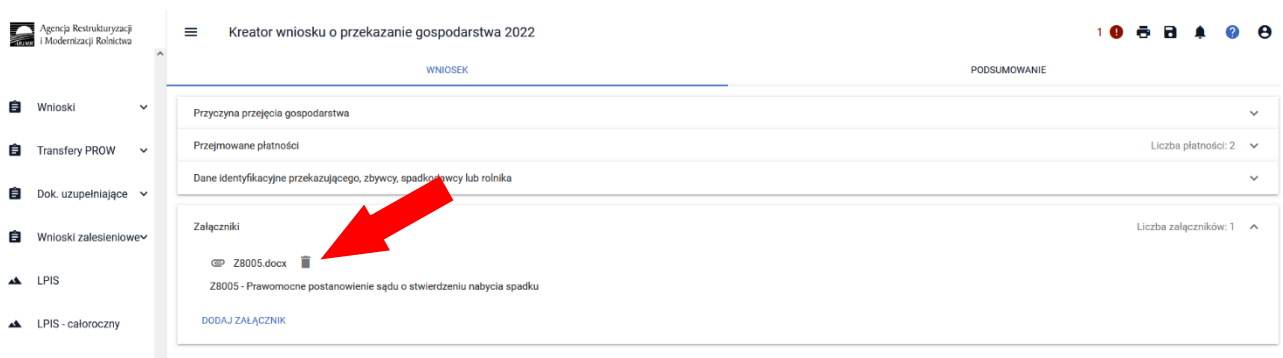 Agencja Restrukturyzacji
i Modernizacji Rolnictwa
Kreator wniosku o przekazanie gospodarstwa 2022
1
WNIOSEK
PODSUMOWANIE
Wnioski
Transfery PROW
Dok. uzupełniające
Wnioski zalesieniowe
LPIS
LPIS - całoroczny
Przyczyna przejęcia gospodarstwa
Przejmowane płatności
Liczba płatności: 2
Dane identyfikacyjne przekazującego, zbywcy, spadkodawcy lub rolnika
Załączniki
Liczba załączników: 1
Z8005.docx
Z8005 - Prawomocne postanowienie sądu o stwierdzeniu nabycia spadku
DODAJ ZAŁĄCZNIK